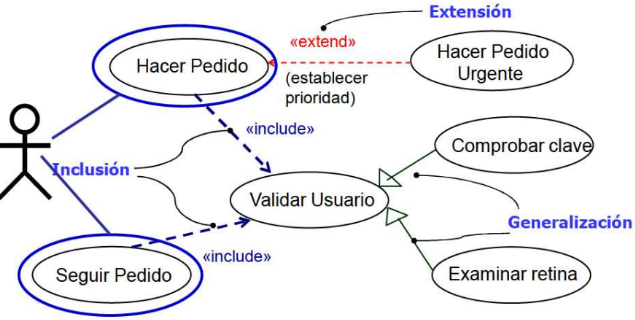 Extensión
«extend»
Hacer Pedido
Hacer Pedido
Urgente
(establecer
prioridad)
«include»
Comprobar clave
Inclusión
Validar Usuario
Generalización
«include»
Seguir Pedido
Examinar retina